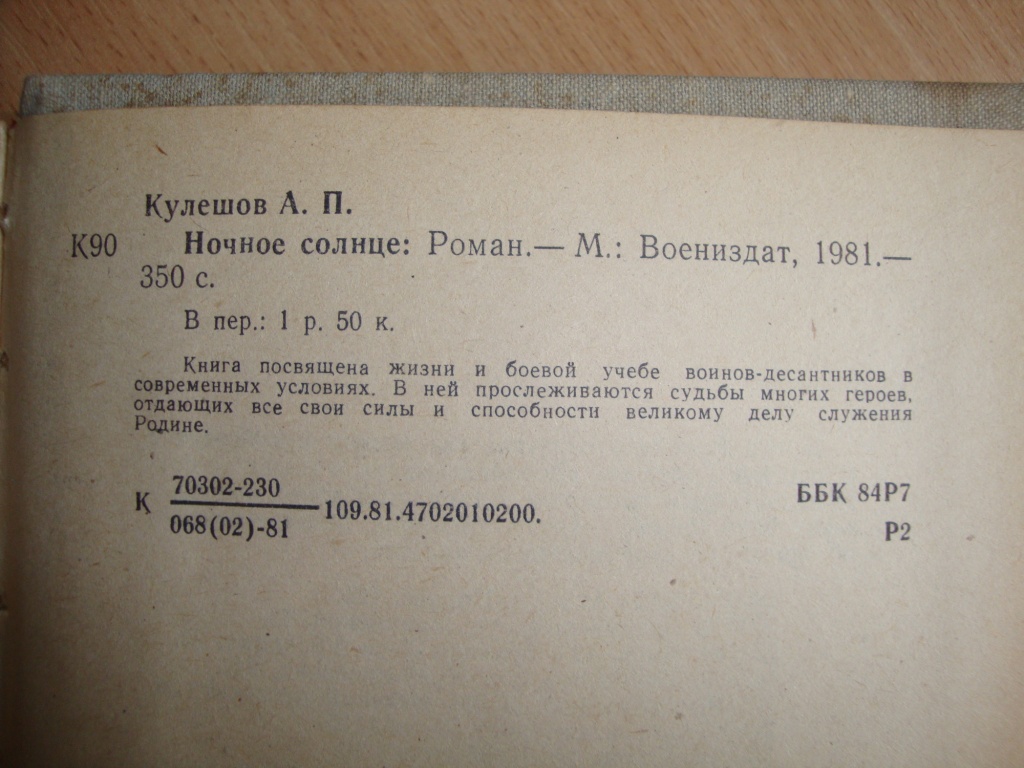 Кулешов А. П.
К90 Ночное солнце: Роман.— М.: Воениздат, 1981.—
350 с.
В пер.: 1 р. 50 к.
Книга посвящена жизни и боевой учебе воинов-десантников в
современных условиях. В ней прослеживаются судьбы многих героев,
отдающих все свои силы и способности великому делу служения
Родине.
70302-230
К 109.81.4702010200.
068(02)-81
ББК 84Р7
Р2